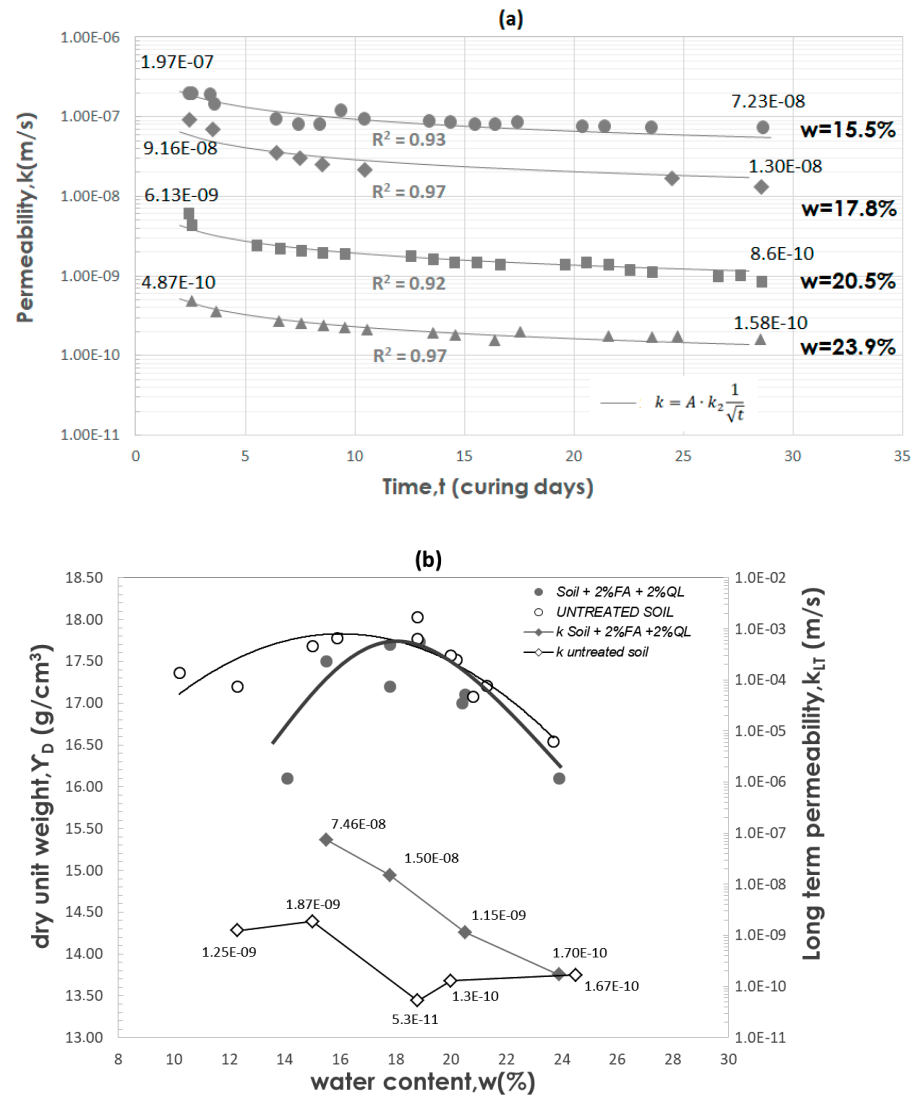 (a)
1.00E-06
1.97E-07
7.23E-08
1.00E-07
w=15.5%
R² = 0.93
9.16E-08
1.30E-08
1.00E-08
R² = 0.97
6.13E-09
w=17.8%
8.6E-10
1.00E-09
w=20.5%
4.87E-10
R² = 0.92
1.58E-10
w=23.9%
1.00E-10
R² = 0.97
k = A · k₂ 1/√t
1.00E-11
0 5 10 15 20 25 30 35
Permeability,k(m/s)
Time,t (curing days)
(b)
18.50
18.00
17.50
17.00
16.50
16.00
15.50
15.00
14.50
14.00
13.50
13.00
dry unit weight,ϒD (g/cm³)
Soil + 2%FA + 2%QL
UNTREATED SOIL
k Soil + 2%FA +2%QL
k untreated soil
7.46E-08
1.50E-08
1.87E-09
1.15E-09
1.25E-09
1.70E-10
1.3E-10
1.67E-10
5.3E-11
1.0E-02
1.0E-03
1.0E-04
1.0E-05
1.0E-06
1.0E-07
1.0E-08
1.0E-09
1.0E-10
1.0E-11
Long term permeability,kLT (m/s)
8 10 12 14 16 18 20 22 24 26 28 30
water content,w(%)